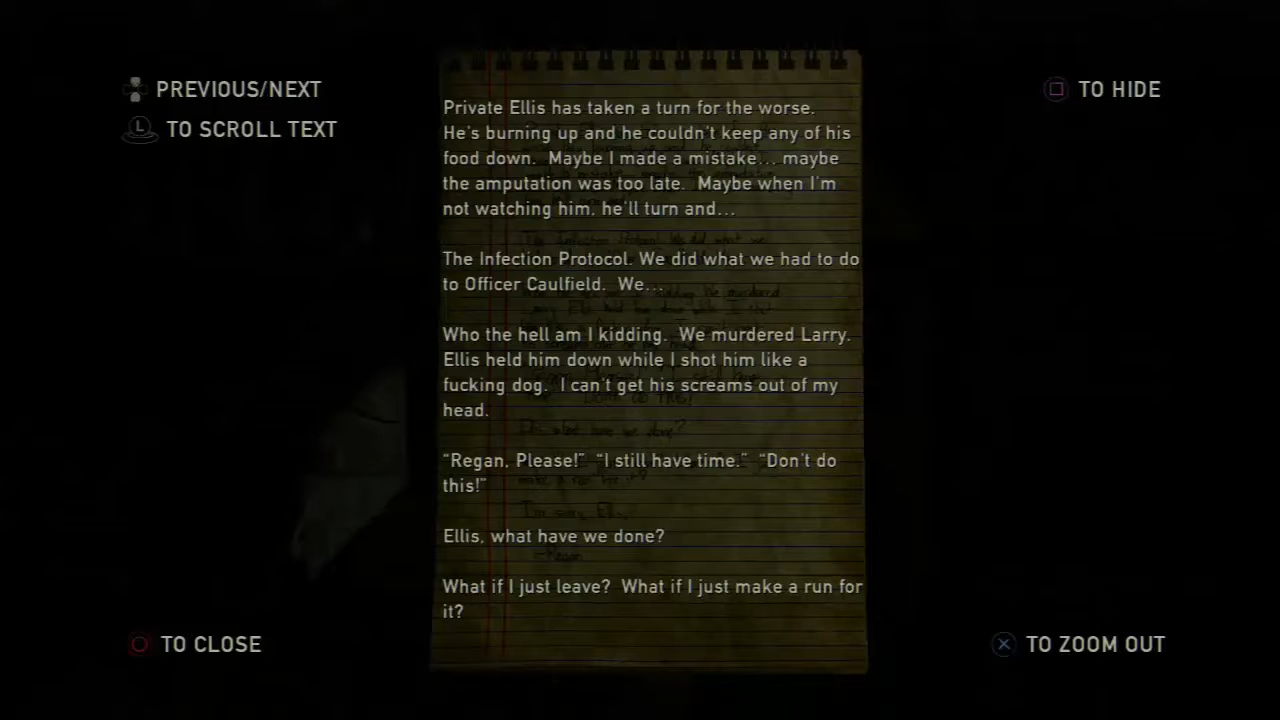 PREVIOUS/NEXT
TO SCROLL TEXT
TO HIDE
Private Ellis has taken a turn for the worse.
He's burning up and he couldn't keep any of his
food down.  Maybe I made a mistake... maybe
the amputation was too late.  Maybe when I'm
not watching him, he'll turn and...
The Infection Protocol. We did what we had to do
to Officer Caulfield.  We...
Who the hell am I kidding.  We murdered Larry.
Ellis held him down while I shot him like a
fucking dog.  I can't get his screams out of my
head.
"Regan, Please!"  "I still have time."  "Don't do
this!"
Ellis, what have we done?
What if I just leave?  What if I just make a run for
it?
I'm sorry, Ellis.
-Regan
TO CLOSE
TO ZOOM OUT